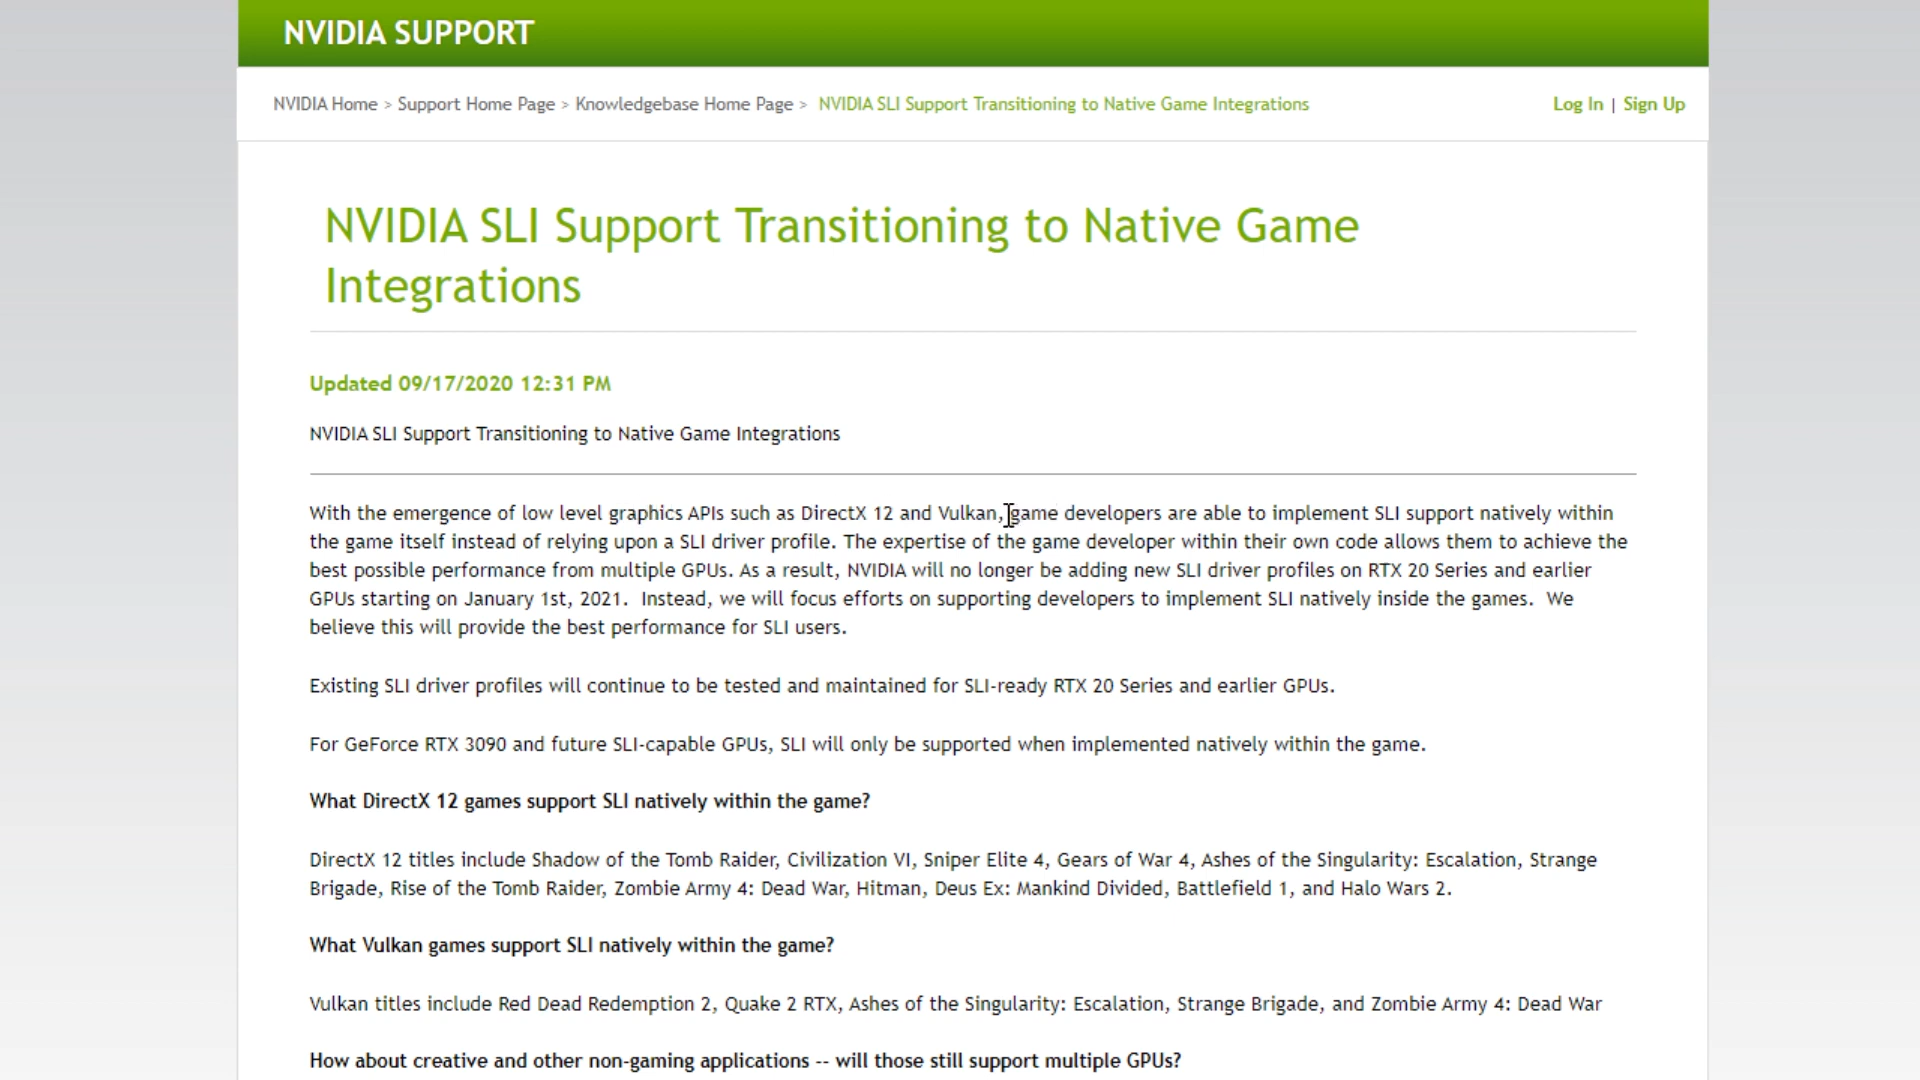 NVIDIA SUPPORT
NVIDIA Home > Support Home Page > Knowledgebase Home Page > NVIDIA SLI Support Transitioning to Native Game Integrations
Log In | Sign Up
NVIDIA SLI Support Transitioning to Native Game
Integrations
Updated 09/17/2020 12:31 PM
NVIDIA SLI Support Transitioning to Native Game Integrations
With the emergence of low level graphics APIs such as DirectX 12 and Vulkan, game developers are able to implement SLI support natively within
the game itself instead of relying upon a SLI driver profile. The expertise of the game developer within their own code allows them to achieve the
best possible performance from multiple GPUs. As a result, NVIDIA will no longer be adding new SLI driver profiles on RTX 20 Series and earlier
GPUs starting on January 1st, 2021.  Instead, we will focus efforts on supporting developers to implement SLI natively inside the games.  We
believe this will provide the best performance for SLI users.
Existing SLI driver profiles will continue to be tested and maintained for SLI-ready RTX 20 Series and earlier GPUs.
For GeForce RTX 3090 and future SLI-capable GPUs, SLI will only be supported when implemented natively within the game.
What DirectX 12 games support SLI natively within the game?
DirectX 12 titles include Shadow of the Tomb Raider, Civilization VI, Sniper Elite 4, Gears of War 4, Ashes of the Singularity: Escalation, Strange
Brigade, Rise of the Tomb Raider, Zombie Army 4: Dead War, Hitman, Deus Ex: Mankind Divided, Battlefield 1, and Halo Wars 2.
What Vulkan games support SLI natively within the game?
Vulkan titles include Red Dead Redemption 2, Quake 2 RTX, Ashes of the Singularity: Escalation, Strange Brigade, and Zombie Army 4: Dead War
How about creative and other non-gaming applications -- will those still support multiple GPUs?